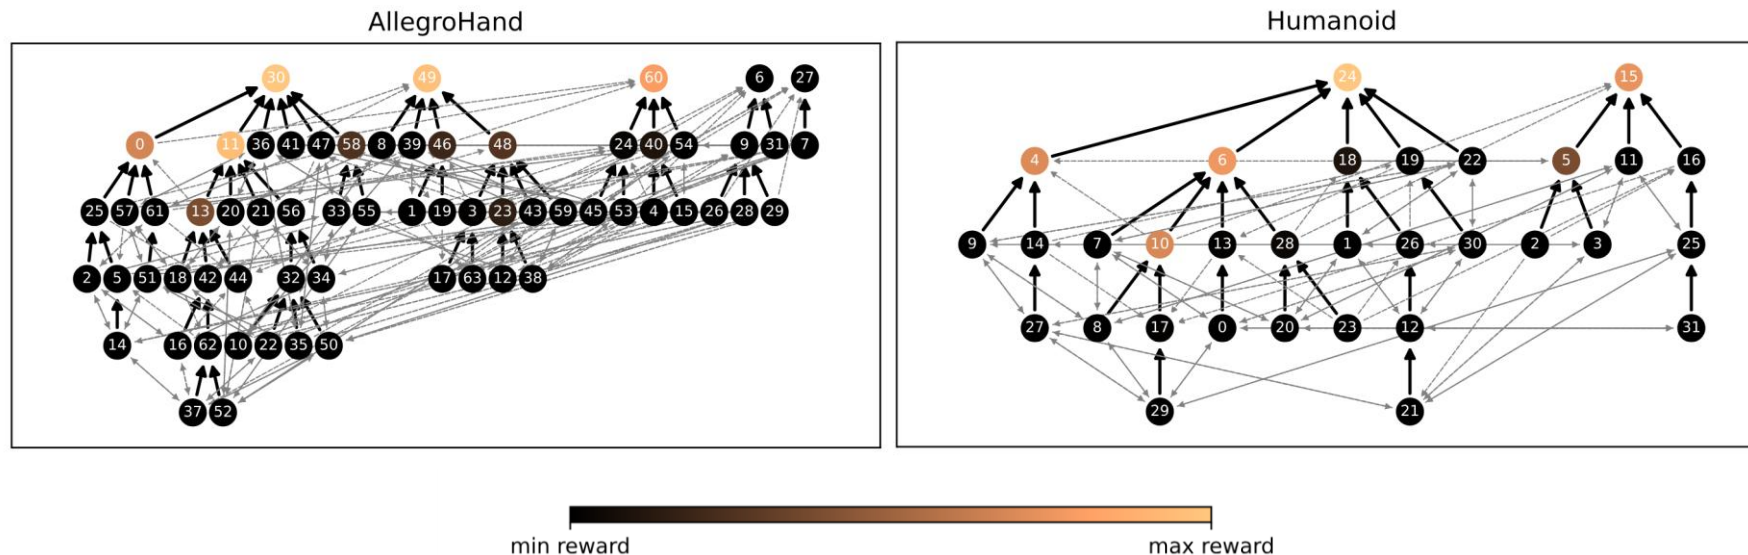 AllegroHand
30 49 60 6 27
0 11 36 41 47 58 8 39 46 48 24 40 54 9 31 7
25 57 61 13 20 21 56 33 55 1 19 3 23 43 59 45 53 4 15 26 28 29
2 5 51 18 42 44 32 34 17 63 12 38
14 16 62 10 22 35 50
37 52
Humanoid
24 15
4 6 18 19 22 5 11 16
9 14 7 10 13 28 1 26 30 2 3 25
27 8 17 0 20 23 12 31
29 21
min reward
max reward